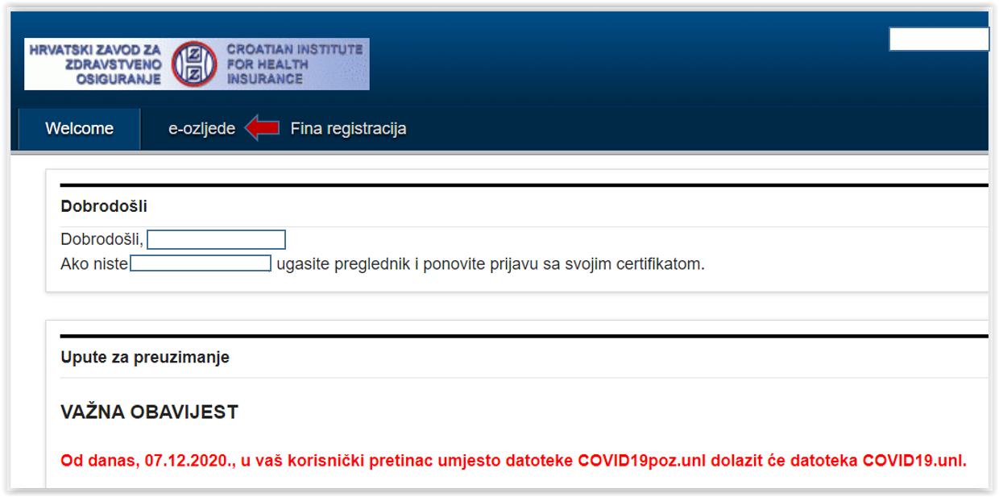 HRVATSKI ZAVOD ZA
ZDRAVSTVENO
OSIGURANJE
CROATIAN INSTITUTE
FOR HEALTH
INSURANCE
Welcome e-ozljede Fina registracija
Dobrodošli
Dobrodošli,
Ako niste ugasite preglednik i ponovite prijavu sa svojim certifikatom.
Upute za preuzimanje
VAŽNA OBAVIJEST
Od danas, 07.12.2020., u vaš korisnički pretinac umjesto datoteke COVID19poz.unl dolazit će datoteka COVID19.unl.